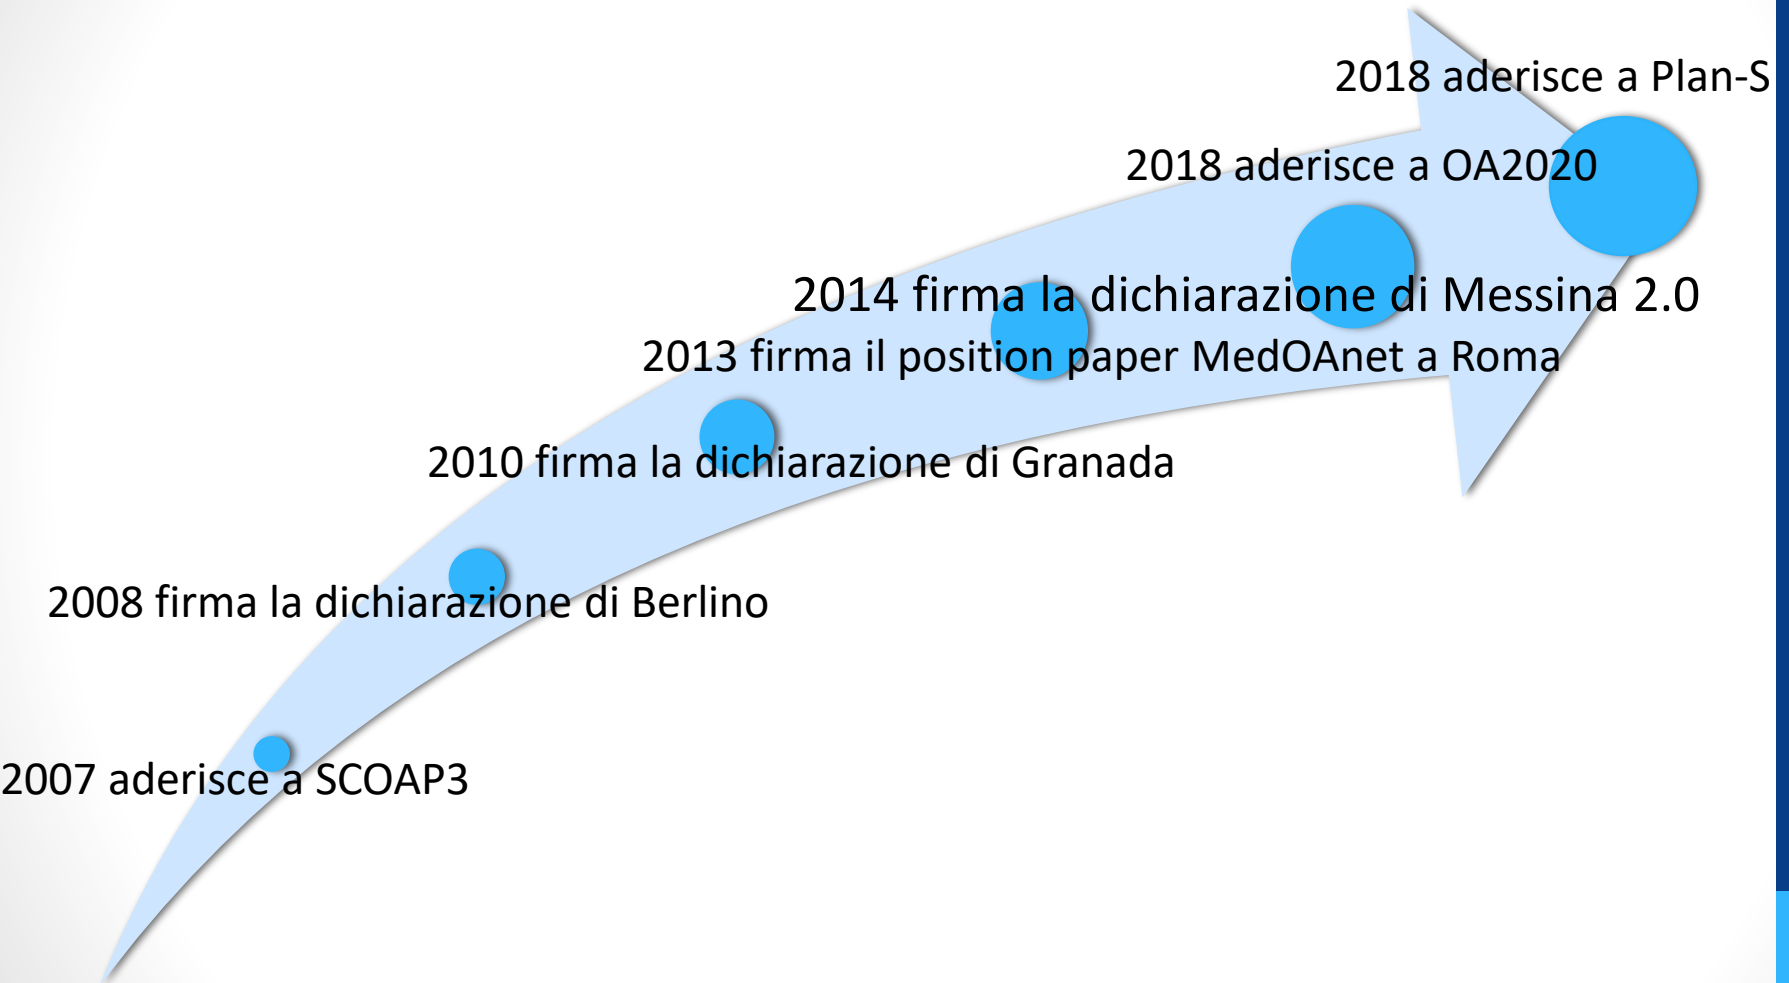 2018 aderisce a Plan-S
2018 aderisce a OA2020
2014 firma la dichiarazione di Messina 2.0
2013 firma il position paper MedOAnet a Roma
2010 firma la dichiarazione di Granada
2008 firma la dichiarazione di Berlino
2007 aderisce a SCOAP3